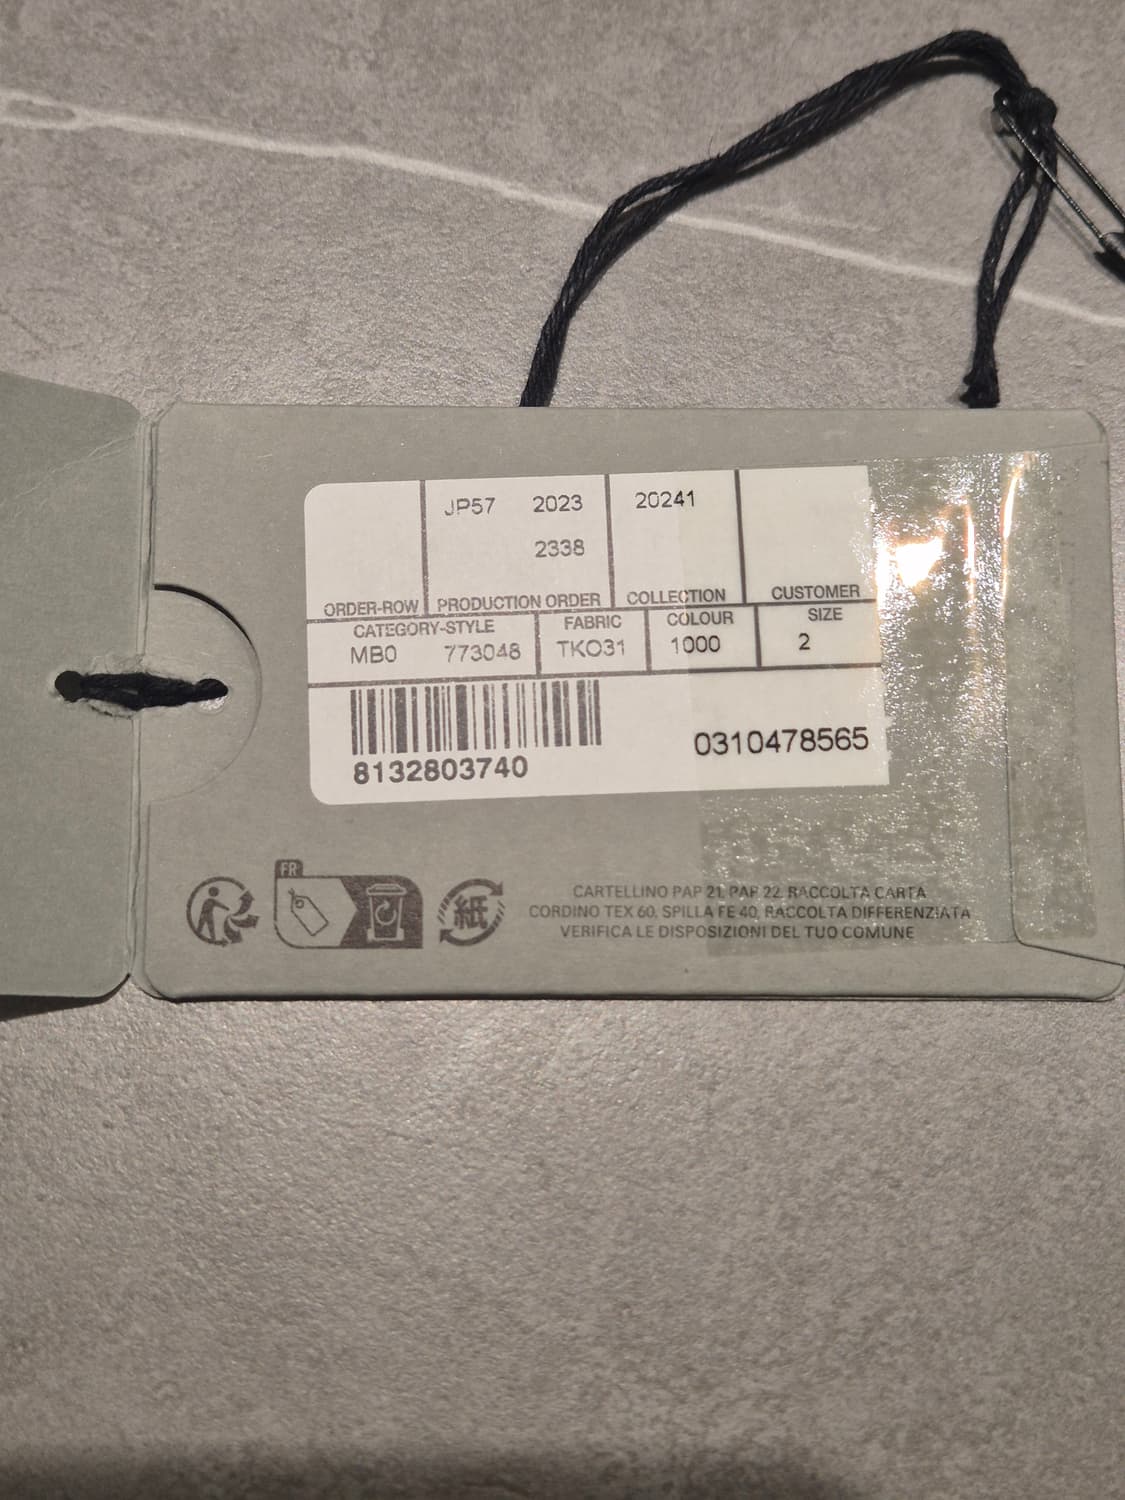 JP57 2023 20241
2338
ORDER-ROW PRODUCTION ORDER COLLECTION CUSTOMER
CATEGORY-STYLE FABRIC COLOUR SIZE
MB0 773048 TKO31 1000 2
8132803740 0310478565
FR
紙
CARTELLINO PAP 21, PAP 22. RACCOLTA CARTA
CORDINO TEX 60, SPILLA FE 40, RACCOLTA DIFFERENZIATA
VERIFICA LE DISPOSIZIONI DEL TUO COMUNE